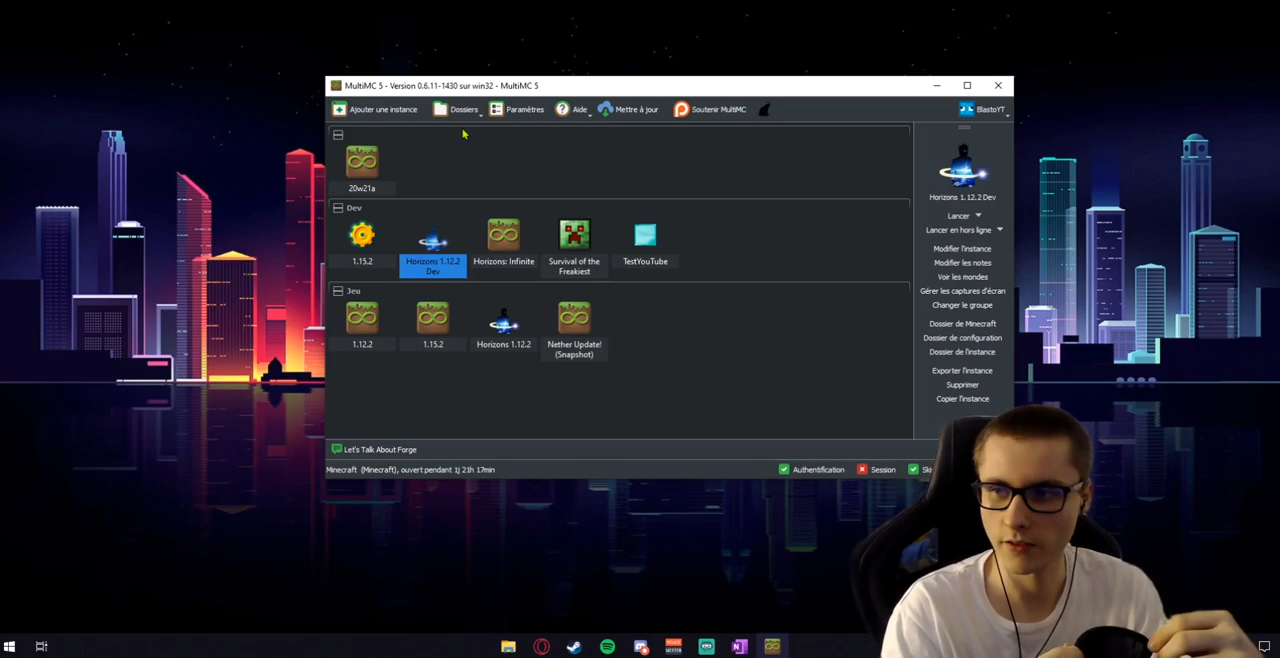 MultiMC 5 - Version 0.6.11-1430 sur win32 - MultiMC 5
Ajouter une instance Dossiers Paramètres Aide Mettre à jour Soutenir MultiMC BlastoYT
20w21a
Dev
1.15.2
Horizons 1.12.2 Dev
Horizons: Infinite
Survival of the Freakiest
TestYouTube
Jeu
1.12.2
1.15.2
Horizons 1.12.2
Nether Update! (Snapshot)
Horizons 1.12.2 Dev
Lancer
Lancer en hors ligne
Modifier l'instance
Modifier les notes
Voir les mondes
Gérer les captures d'écran
Changer le groupe
Dossier de Minecraft
Dossier de configuration
Dossier de l'instance
Exporter l'instance
Supprimer
Copier l'instance
Let's Talk About Forge
Minecraft (Minecraft), ouvert pendant 1j 21h 17min
Authentification Session